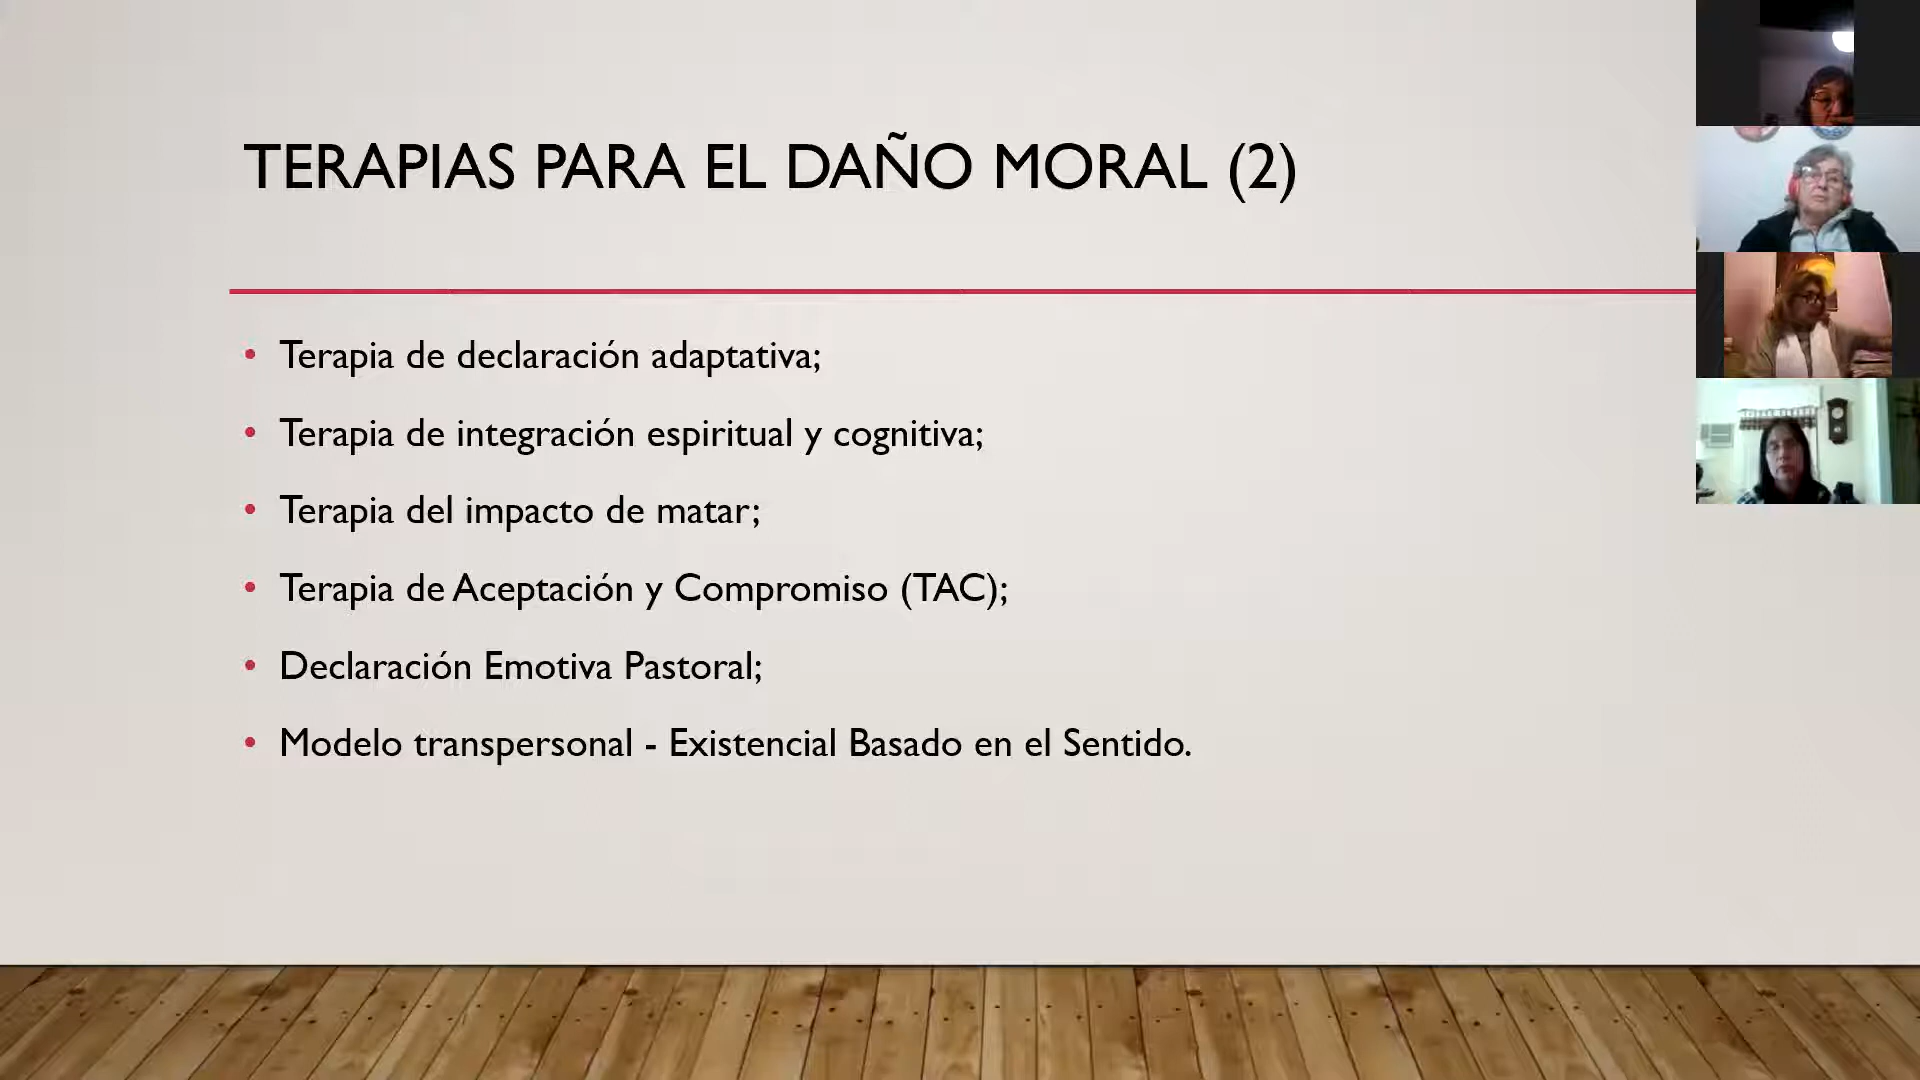 TERAPIAS PARA EL DAÑO MORAL (2)
• Terapia de declaración adaptativa;
• Terapia de integración espiritual y cognitiva;
• Terapia del impacto de matar;
• Terapia de Aceptación y Compromiso (TAC);
• Declaración Emotiva Pastoral;
• Modelo transpersonal - Existencial Basado en el Sentido.